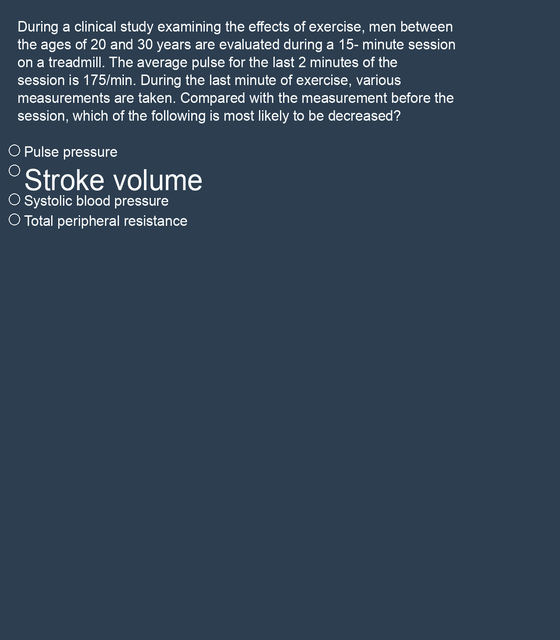 During a clinical study examining the effects of exercise, men between
the ages of 20 and 30 years are evaluated during a 15- minute session
on a treadmill. The average pulse for the last 2 minutes of the
session is 175/min. During the last minute of exercise, various
measurements are taken. Compared with the measurement before the
session, which of the following is most likely to be decreased?
Pulse pressure
Stroke volume
Systolic blood pressure
Total peripheral resistance